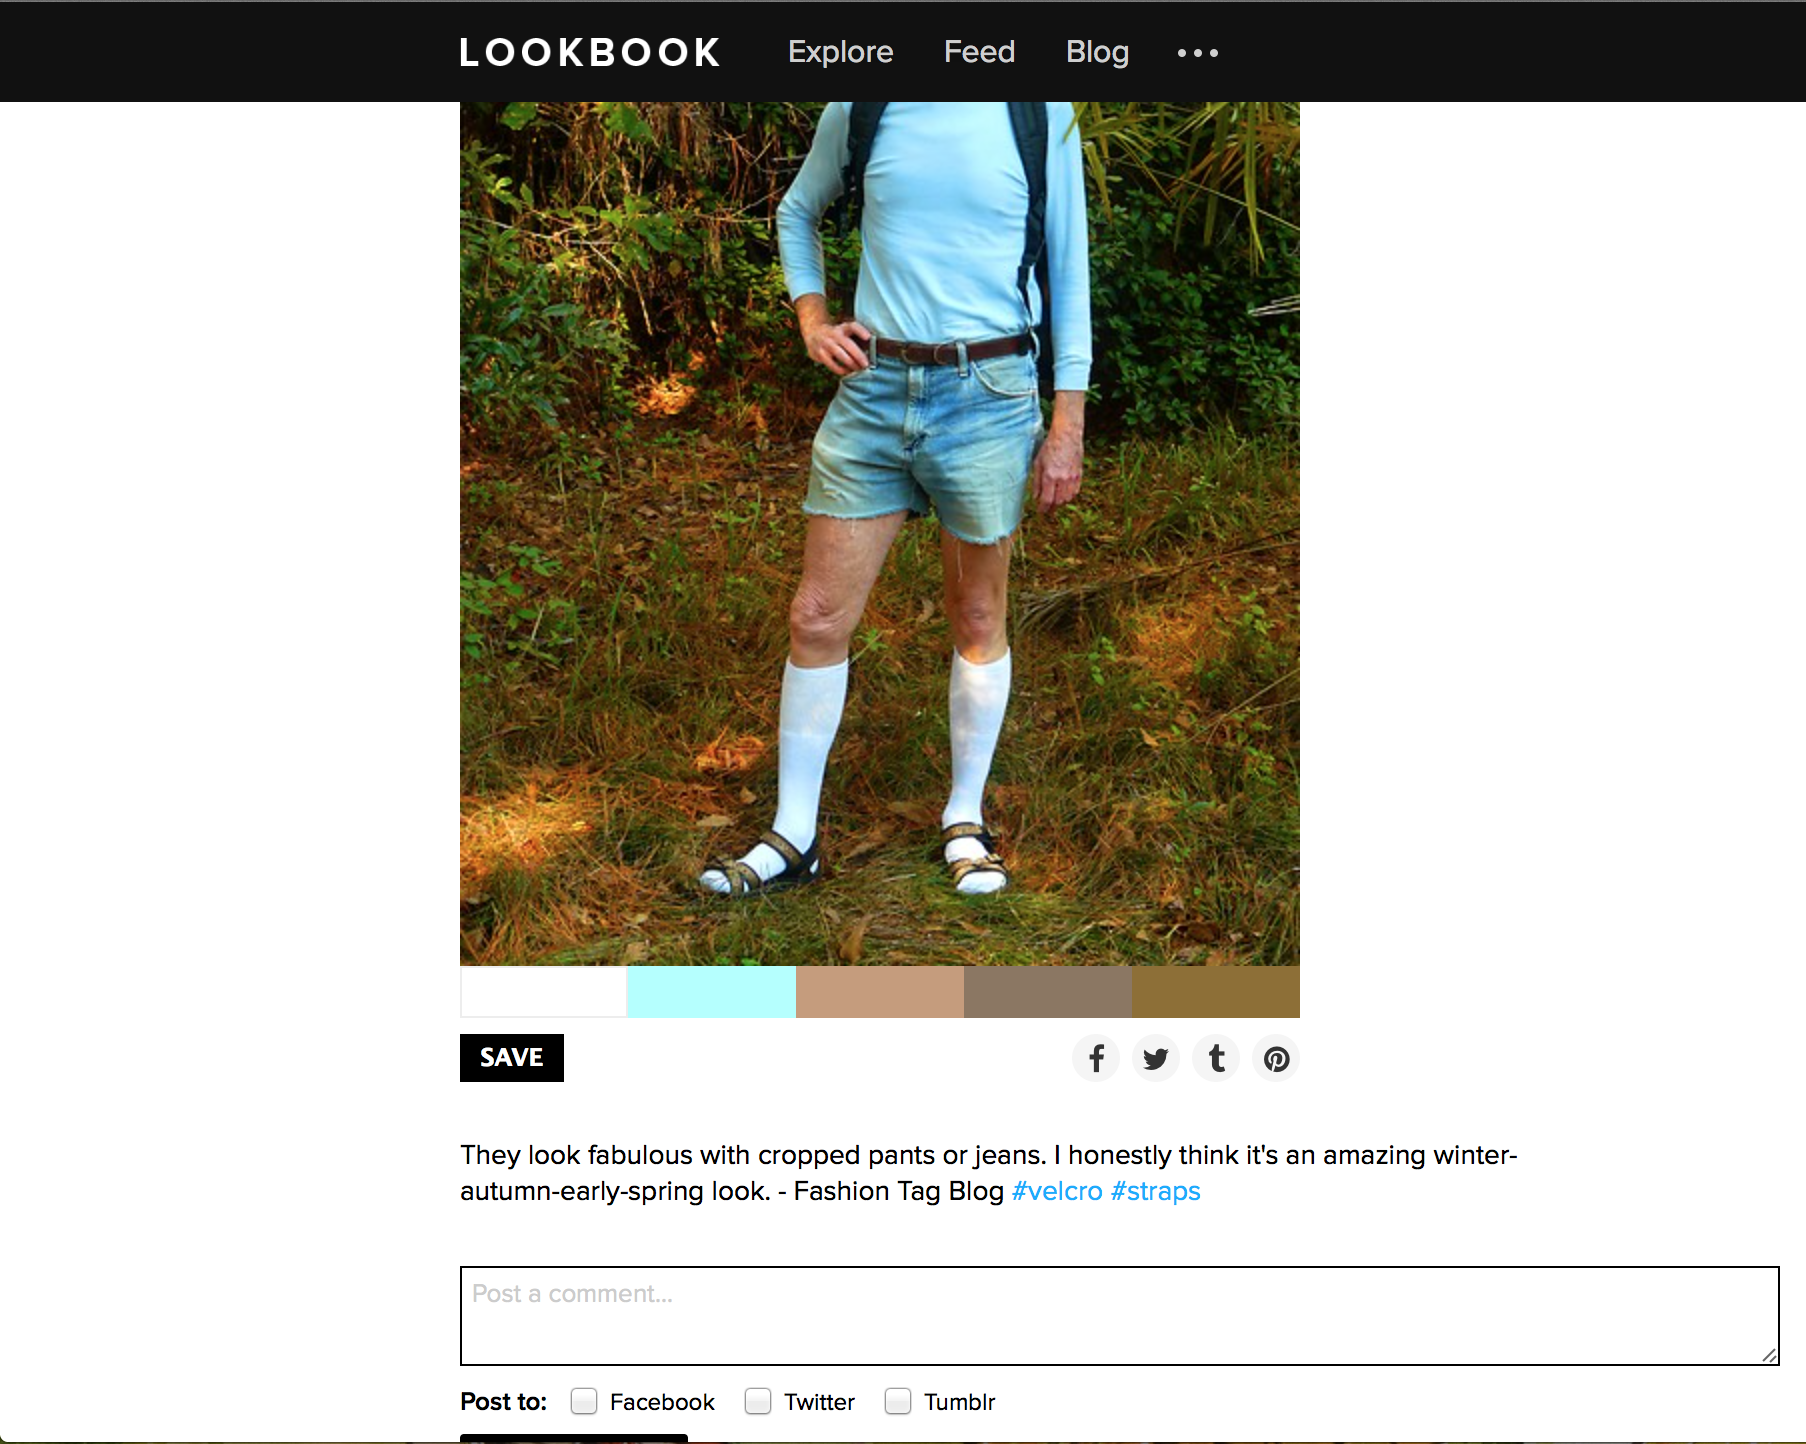 LOOKBOOK Explore Feed Blog •••
SAVE
They look fabulous with cropped pants or jeans. I honestly think it's an amazing winter-
autumn-early-spring look. - Fashion Tag Blog #velcro #straps
Post a comment...
Post to: Facebook Twitter Tumblr